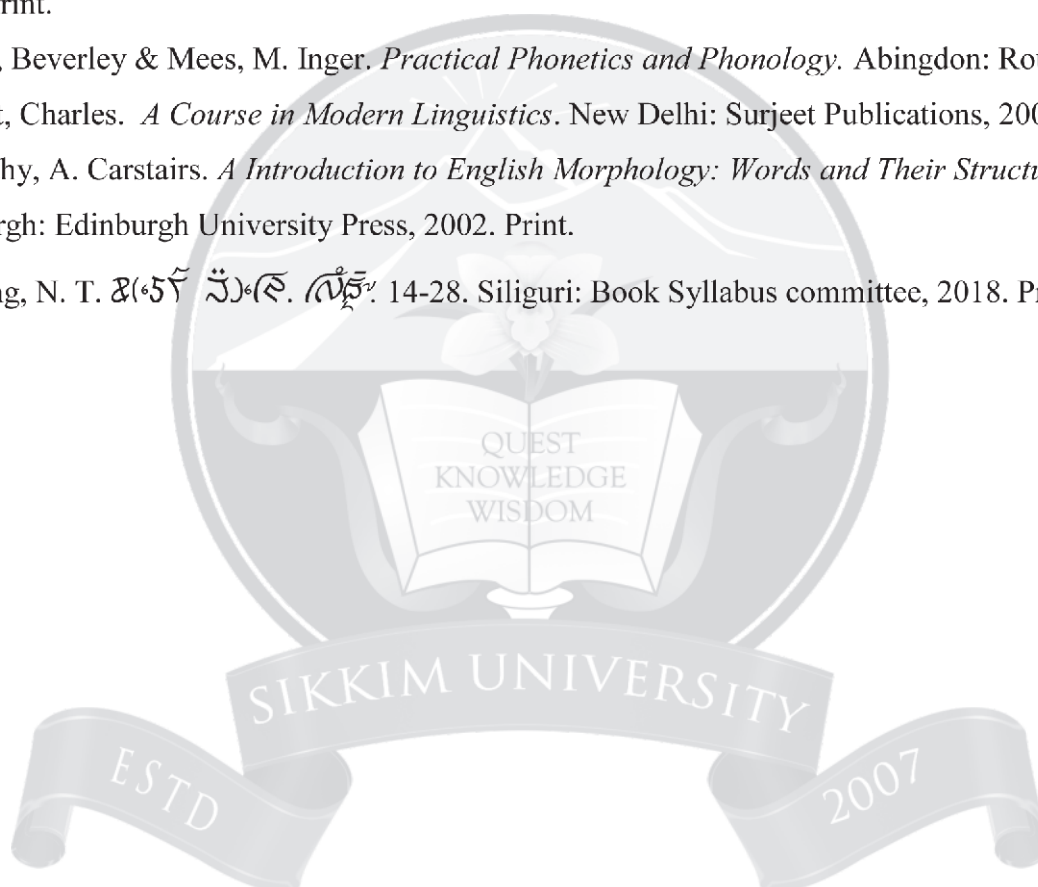 rint.
, Beverley & Mees, M. Inger. Practical Phonetics and Phonology. Abingdon: Rou
t, Charles. A Course in Modern Linguistics. New Delhi: Surjeet Publications, 200
hy, A. Carstairs. A Introduction to English Morphology: Words and Their Structu
rgh: Edinburgh University Press, 2002. Print.
ng, N. T. 14-28. Siliguri: Book Syllabus committee, 2018. Pr
QUEST
KNOWLEDGE
WISDOM
SIKKIM UNIVERSITY
ESTD
2007